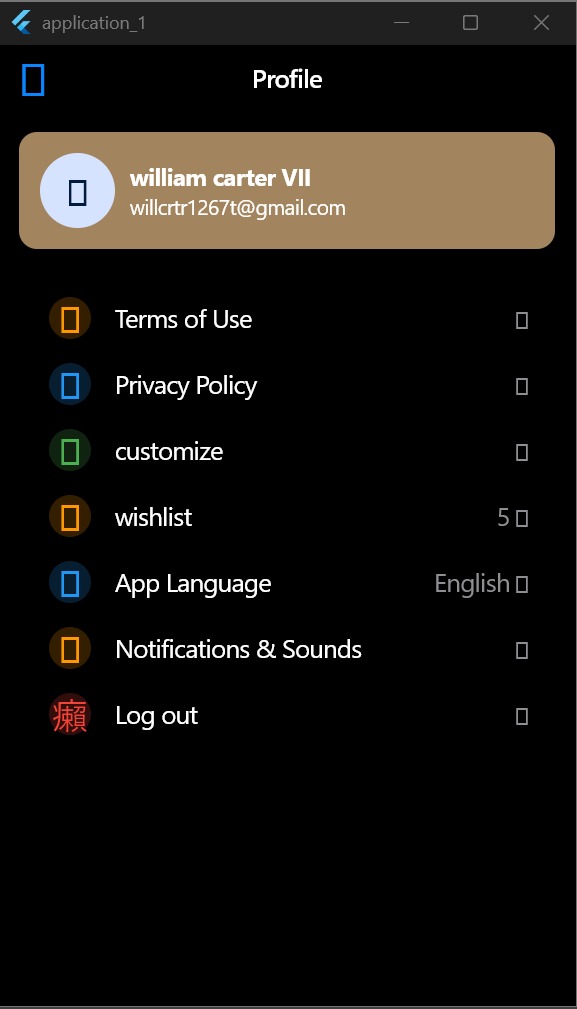 application_1
Profile
william carter VII
willcrtr1267t@gmail.com
Terms of Use
Privacy Policy
customize
wishlist 5
App Language English
Notifications & Sounds
癩 Log out